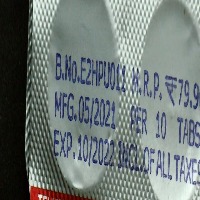 B.No.E2HPU011 M.R.P. ₹79.9
MFG.05/2021 PER 10 TABS
EXP.10/2022 INCL.OF ALL TAXES